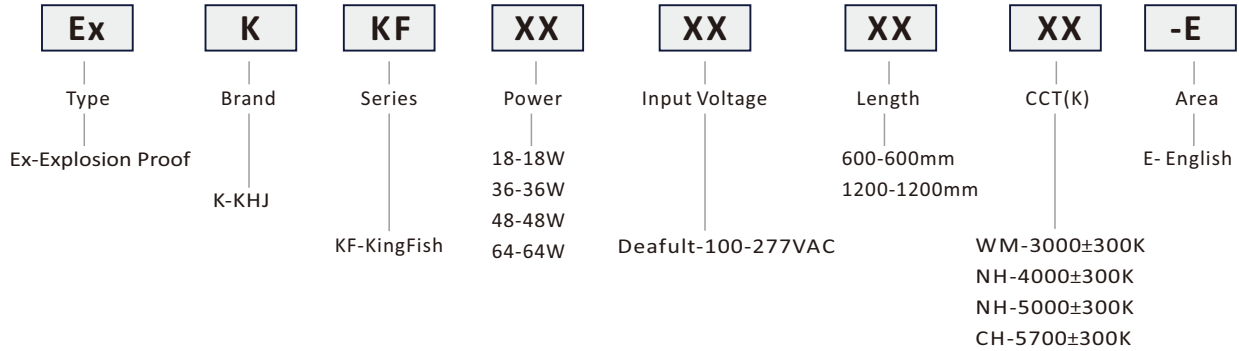 Ex K KF XX XX XX XX -E
Type Brand Series Power Input Voltage Length CCT(K) Area
Ex-Explosion Proof
K-KHJ
KF-KingFish
18-18W
36-36W
48-48W
64-64W
Deafult-100-277VAC
600-600mm
1200-1200mm
WM-3000±300K
NH-4000±300K
NH-5000±300K
CH-5700±300K
E- English